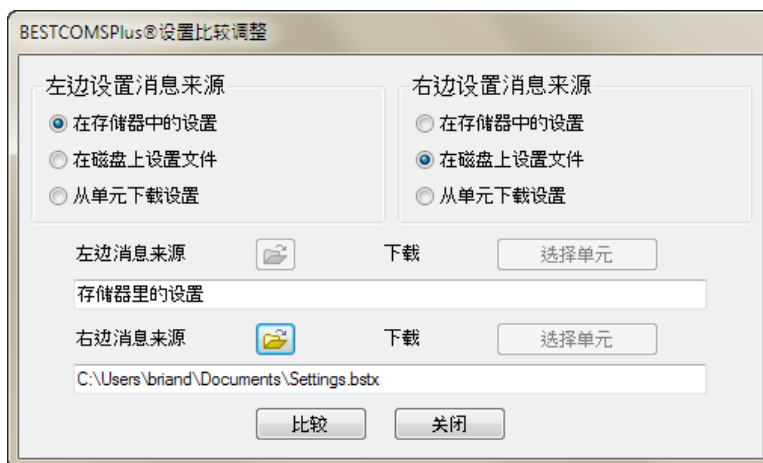 BESTCOMSPlus®设置比较调整
左边设置消息来源
在存储器中的设置
在磁盘上设置文件
从单元下载设置
右边设置消息来源
在存储器中的设置
在磁盘上设置文件
从单元下载设置
左边消息来源 下载 选择单元
存储器里的设置
右边消息来源 下载 选择单元
C:\Users\briand\Documents\Settings.bstx
比较 关闭